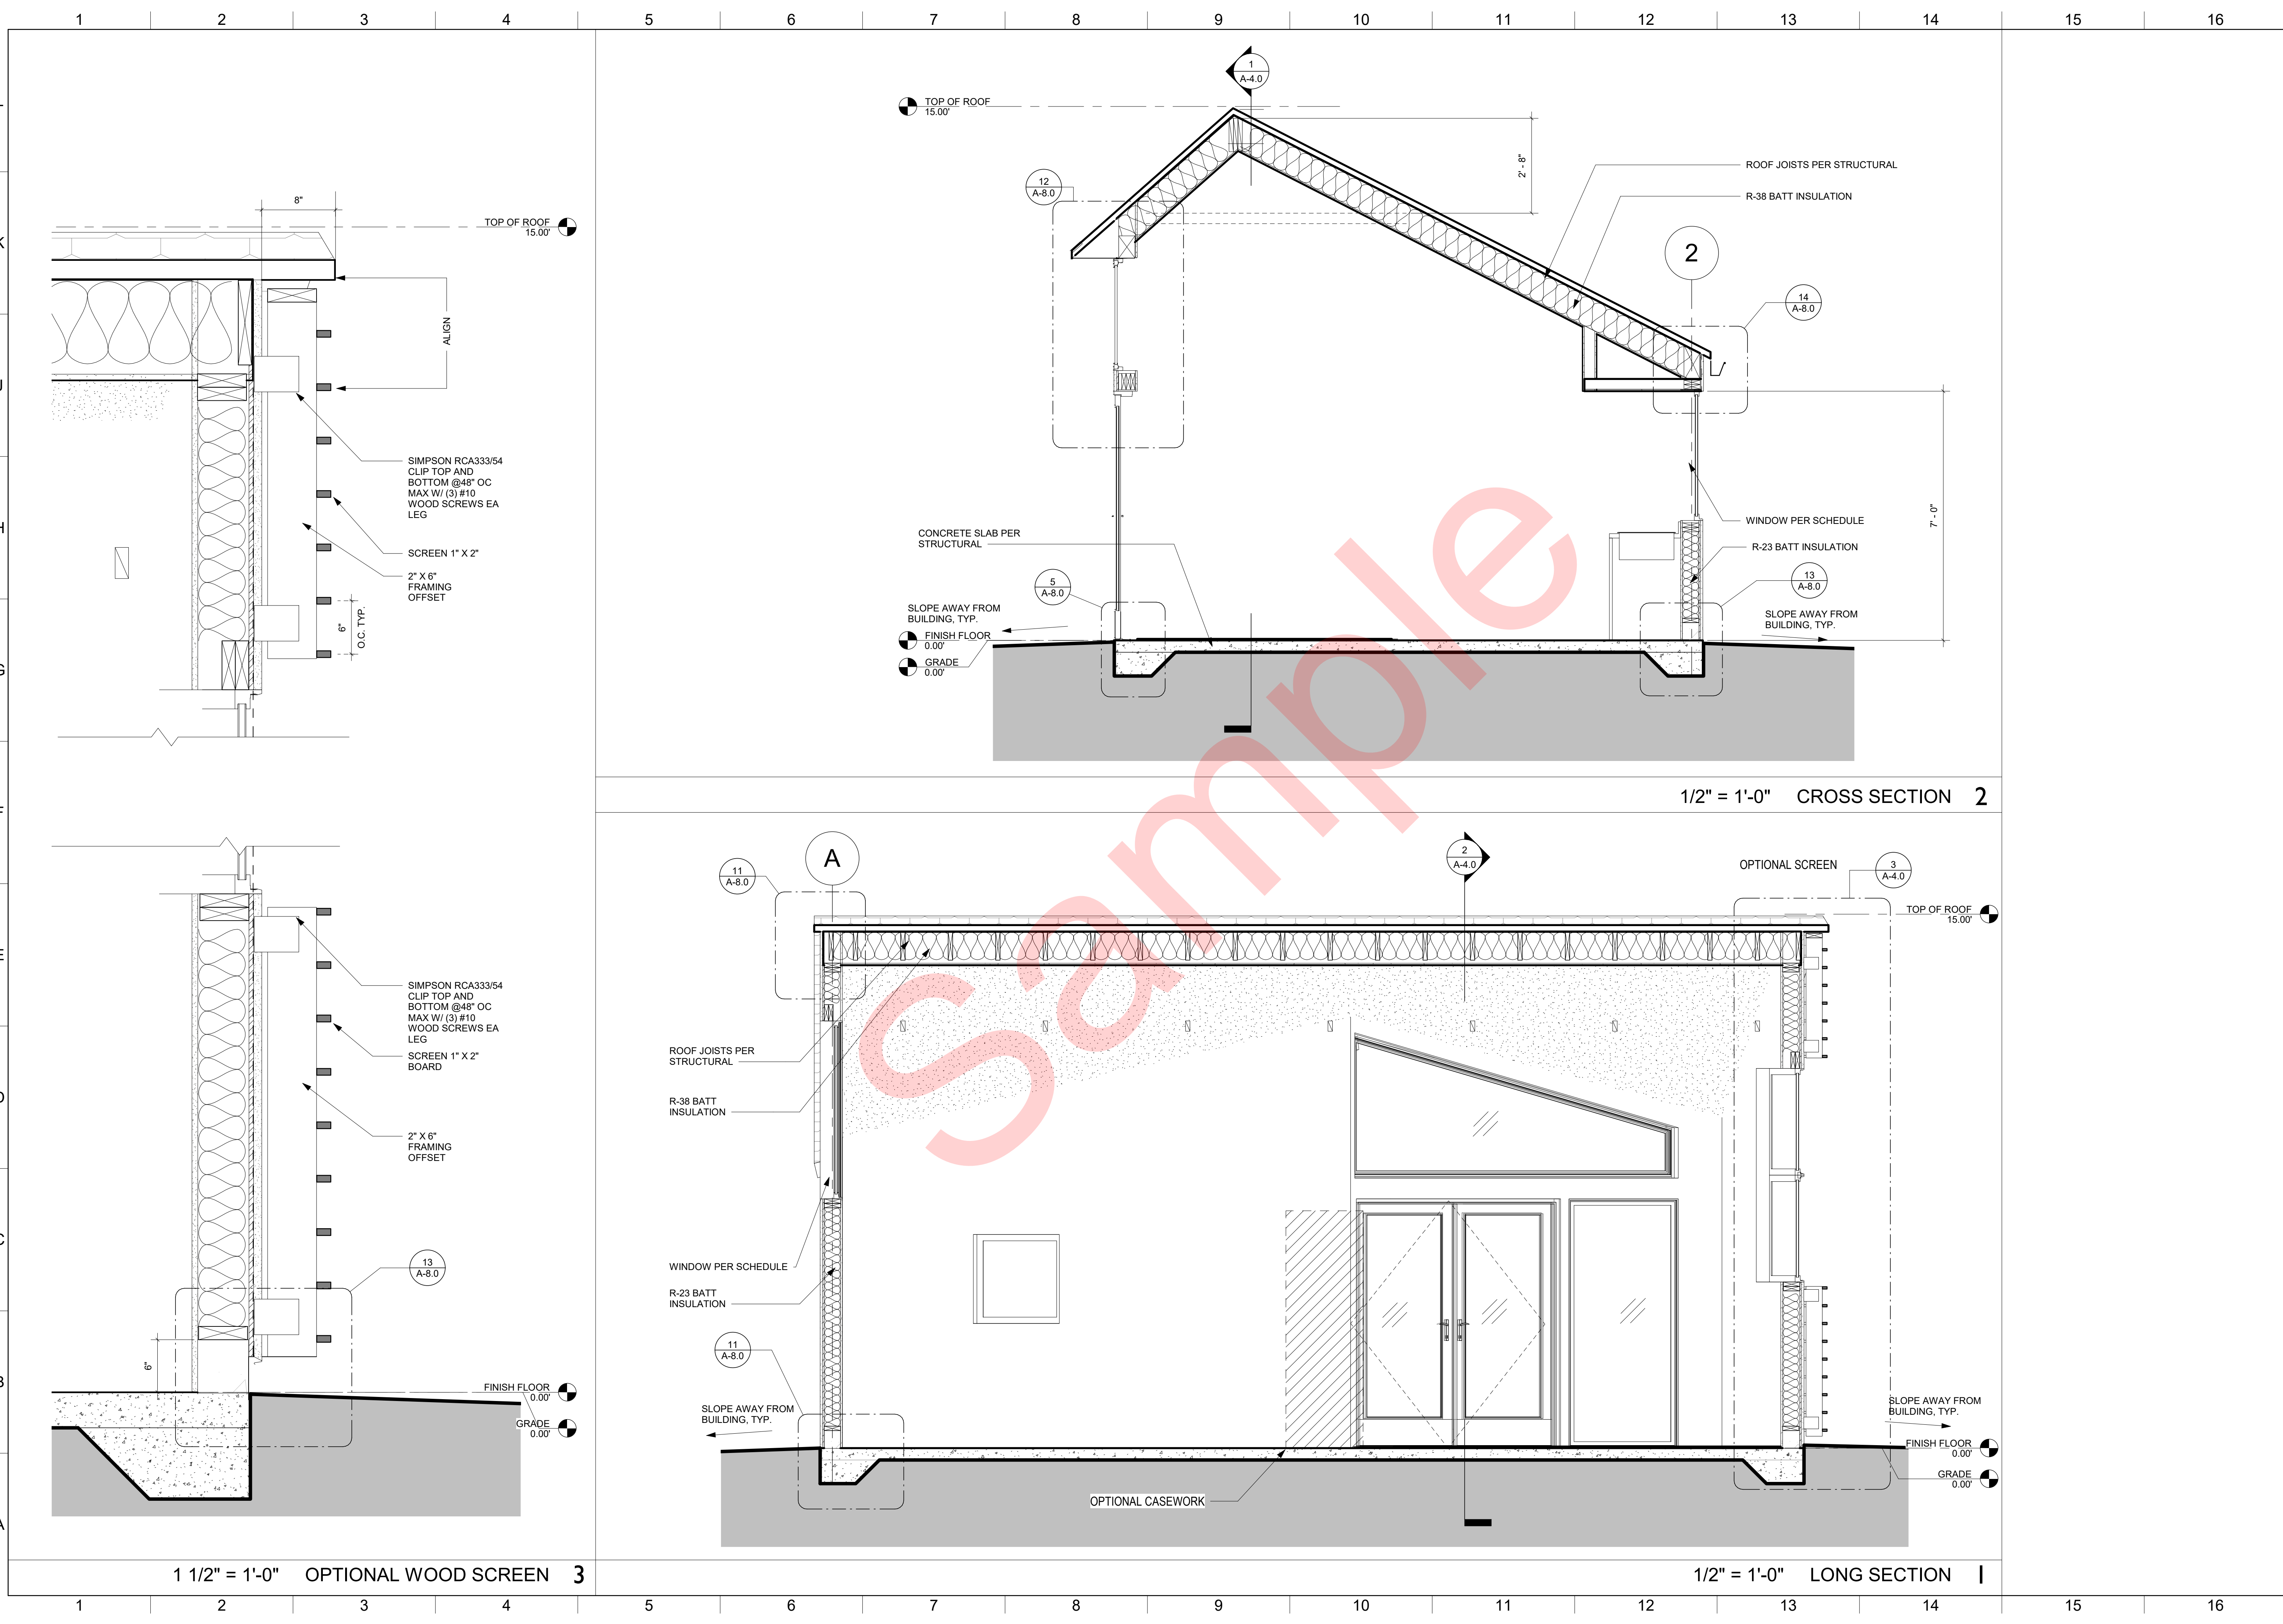 1 2 3 4 5 6 7 8 9 10 11 12 13 14 15 16
8"
TOP OF ROOF
15.00'
ALIGN
SIMPSON RCA333/54
CLIP TOP AND
BOTTOM @48" OC
MAX W/ (3) #10
WOOD SCREWS EA
LEG
SCREEN 1" X 2"
2" X 6"
FRAMING
OFFSET
6"
O.C. TYP.
SIMPSON RCA333/54
CLIP TOP AND
BOTTOM @48" OC
MAX W/ (3) #10
WOOD SCREWS EA
LEG
SCREEN 1" X 2"
BOARD
2" X 6"
FRAMING
OFFSET
13
A-8.0
6"
FINISH FLOOR
0.00'
GRADE
0.00'
1 1/2" = 1'-0" OPTIONAL WOOD SCREEN 3
1
A-4.0
TOP OF ROOF
15.00'
12
A-8.0
2' - 8"
ROOF JOISTS PER STRUCTURAL
R-38 BATT INSULATION
2
14
A-8.0
7' - 0"
WINDOW PER SCHEDULE
R-23 BATT INSULATION
CONCRETE SLAB PER
STRUCTURAL
5
A-8.0
13
A-8.0
SLOPE AWAY FROM
BUILDING, TYP.
SLOPE AWAY FROM
BUILDING, TYP.
FINISH FLOOR
0.00'
GRADE
0.00'
1/2" = 1'-0" CROSS SECTION 2
Sample
11
A-8.0
A
2
A-4.0
OPTIONAL SCREEN
3
A-4.0
TOP OF ROOF
15.00'
ROOF JOISTS PER
STRUCTURAL
R-38 BATT
INSULATION
WINDOW PER SCHEDULE
R-23 BATT
INSULATION
11
A-8.0
SLOPE AWAY FROM
BUILDING, TYP.
SLOPE AWAY FROM
BUILDING, TYP.
FINISH FLOOR
0.00'
GRADE
0.00'
OPTIONAL CASEWORK
1/2" = 1'-0" LONG SECTION 1
1 2 3 4 5 6 7 8 9 10 11 12 13 14 15 16